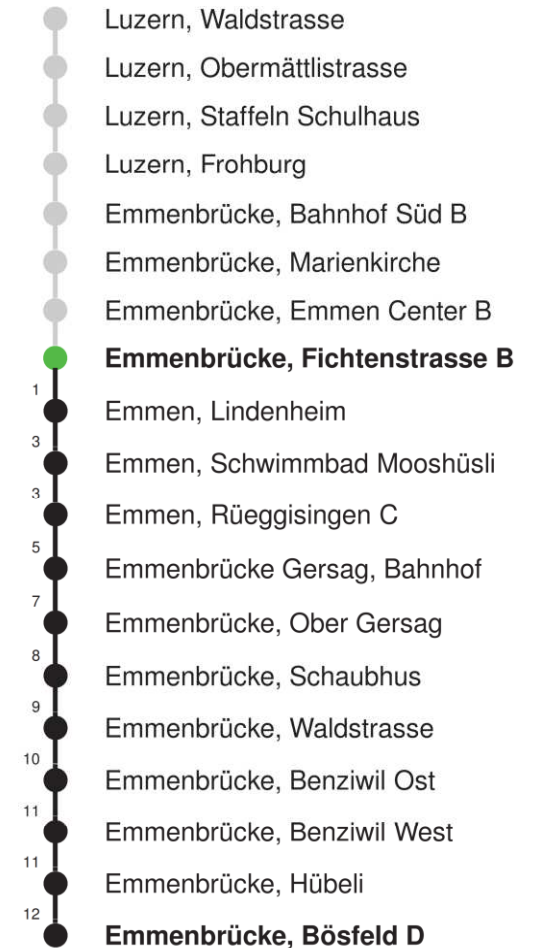 Luzern, Waldstrasse
Luzern, Obermättlistrasse
Luzern, Staffeln Schulhaus
Luzern, Frohburg
Emmenbrücke, Bahnhof Süd B
Emmenbrücke, Marienkirche
Emmenbrücke, Emmen Center B
Emmenbrücke, Fichtenstrasse B
1 Emmen, Lindenheim
3 Emmen, Schwimmbad Mooshüsli
3 Emmen, Rüeggisingen C
5 Emmenbrücke Gersag, Bahnhof
7 Emmenbrücke, Ober Gersag
8 Emmenbrücke, Schaubhus
9 Emmenbrücke, Waldstrasse
10 Emmenbrücke, Benziwil Ost
11 Emmenbrücke, Benziwil West
11 Emmenbrücke, Hübeli
12 Emmenbrücke, Bösfeld D